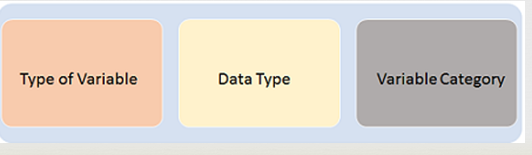 Type of Variable
Data Type
Variable Category